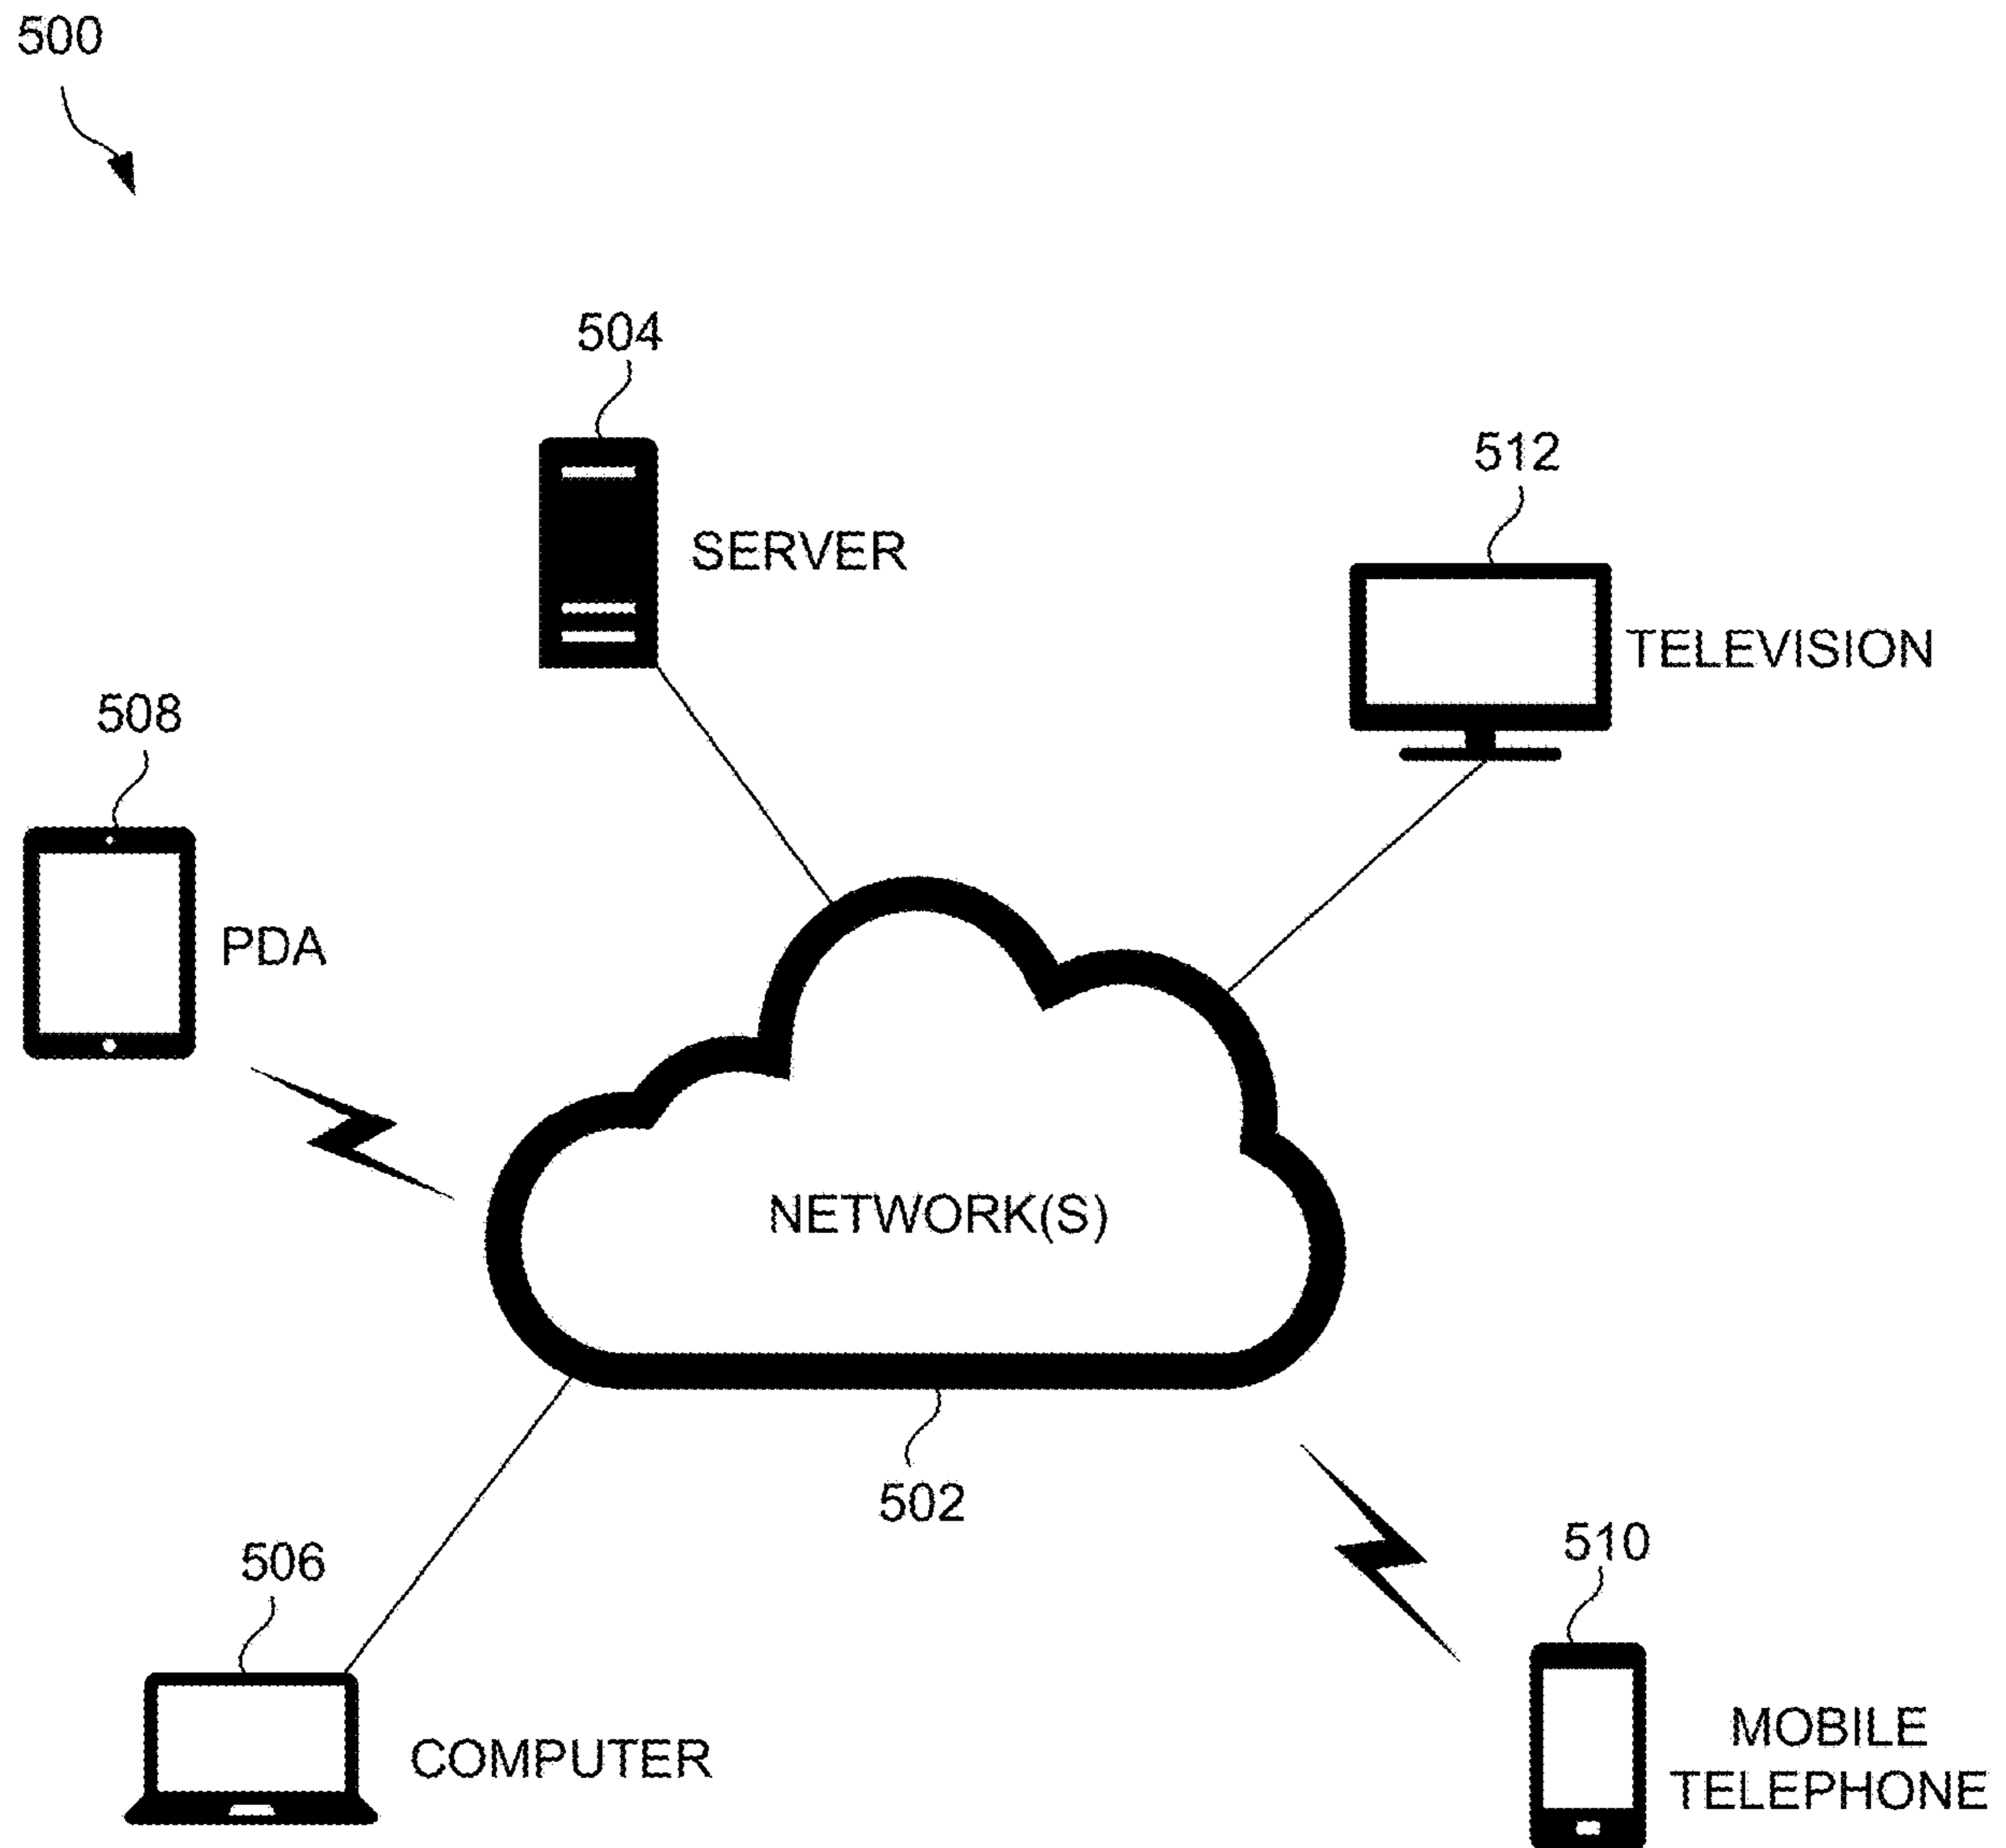 500
504
512
SERVER
TELEVISION
508
PDA
NETWORK(S)
502
506
510
COMPUTER
MOBILE
TELEPHONE